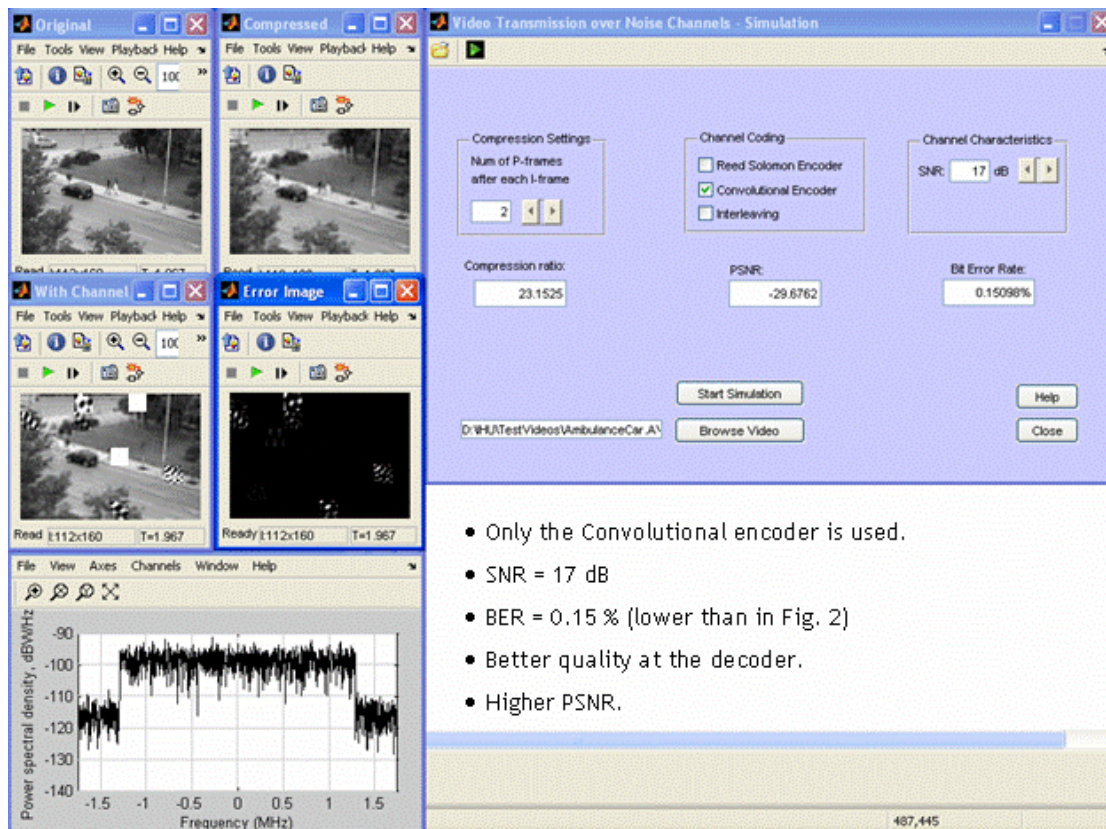 Original
File Tools View Playback Help
100
Read I:112x160 T=1.967
Compressed
File Tools View Playback Help
With Channel
File Tools View Playback Help
100
Read I:112x160 T=1.967
Error Image
File Tools View Playback Help
Ready I:112x160 T=1.967
File View Axes Channels Window Help
Power spectral density, dBW/Hz
-90
-100
-110
-120
-130
-140
-1.5 -1 -0.5 0 0.5 1 1.5
Frequency (MHz)
Video Transmission over Noise Channels - Simulation
Compression Settings
Num of P-frames
after each I-frame
2
Channel Coding
Reed Solomon Encoder
Convolutional Encoder
Interleaving
Channel Characteristics
SNR: 17 dB
Compression ratio:
23.1525
PSNR:
-29.6762
Bit Error Rate:
0.15098%
Start Simulation
Browse Video
Help
Close
D:\HU\TestVideos\AmbulanceCar.A\
• Only the Convolutional encoder is used.
• SNR = 17 dB
• BER = 0.15 % (lower than in Fig. 2)
• Better quality at the decoder.
• Higher PSNR.
487,445